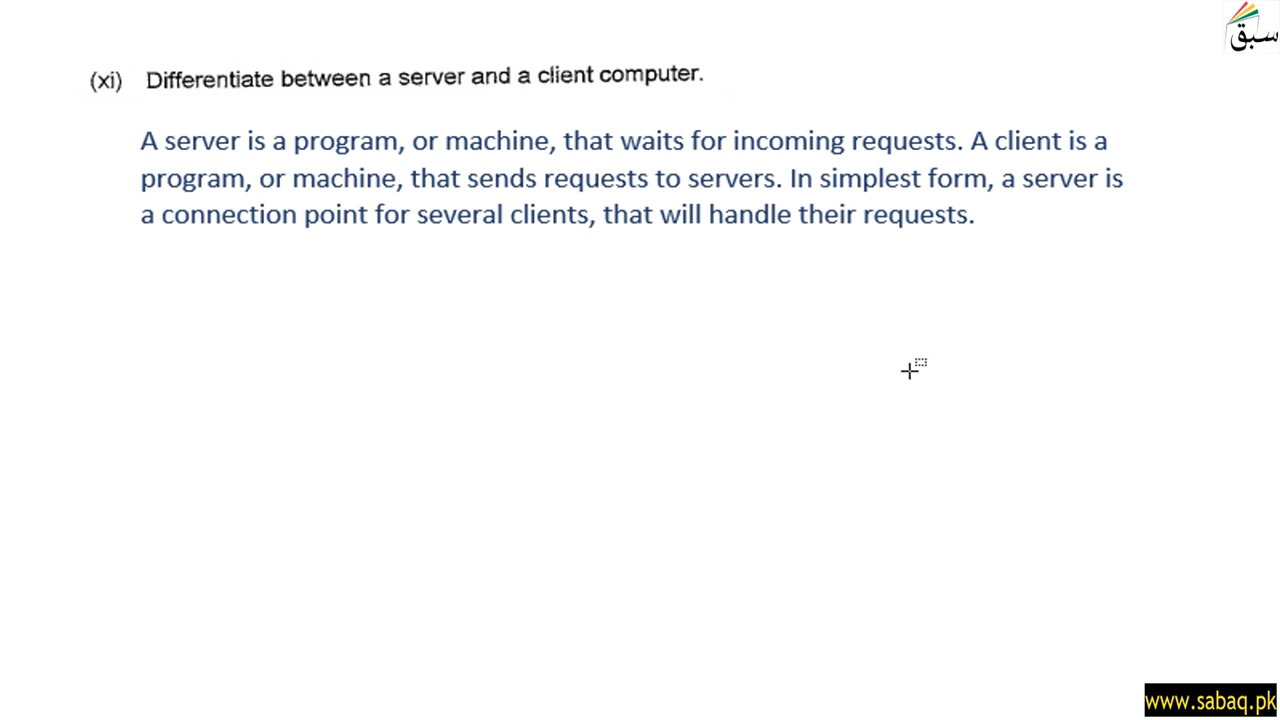 سبق
(xi) Differentiate between a server and a client computer.
A server is a program, or machine, that waits for incoming requests. A client is a
program, or machine, that sends requests to servers. In simplest form, a server is
a connection point for several clients, that will handle their requests.
www.sabaq.pk